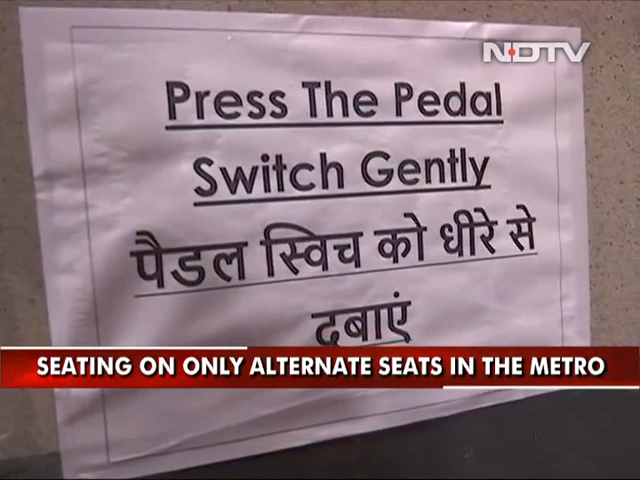 NDTV
Press The Pedal
Switch Gently
पैडल स्विच को धीरे से
दबाएं
SEATING ON ONLY ALTERNATE SEATS IN THE METRO